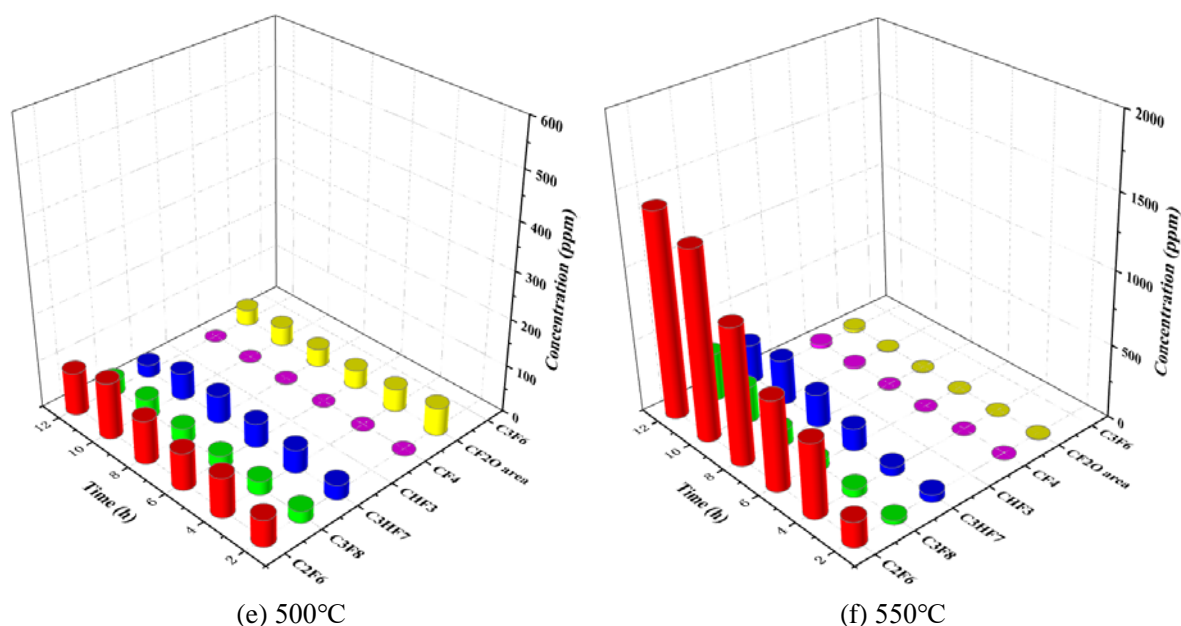 600
500
400
300
200
100
0
Concentration (ppm)
12
10
8
6
4
2
Time (h)
C2F6
C3F8
C3HF7
CHF3
CF4
CF2O area
C3F6
(e) 500°C
2000
1500
1000
500
0
Concentration (ppm)
12
10
8
6
4
2
Time (h)
C2F6
C3F8
C3HF7
CHF3
CF4
CF2O area
C3F6
(f) 550°C